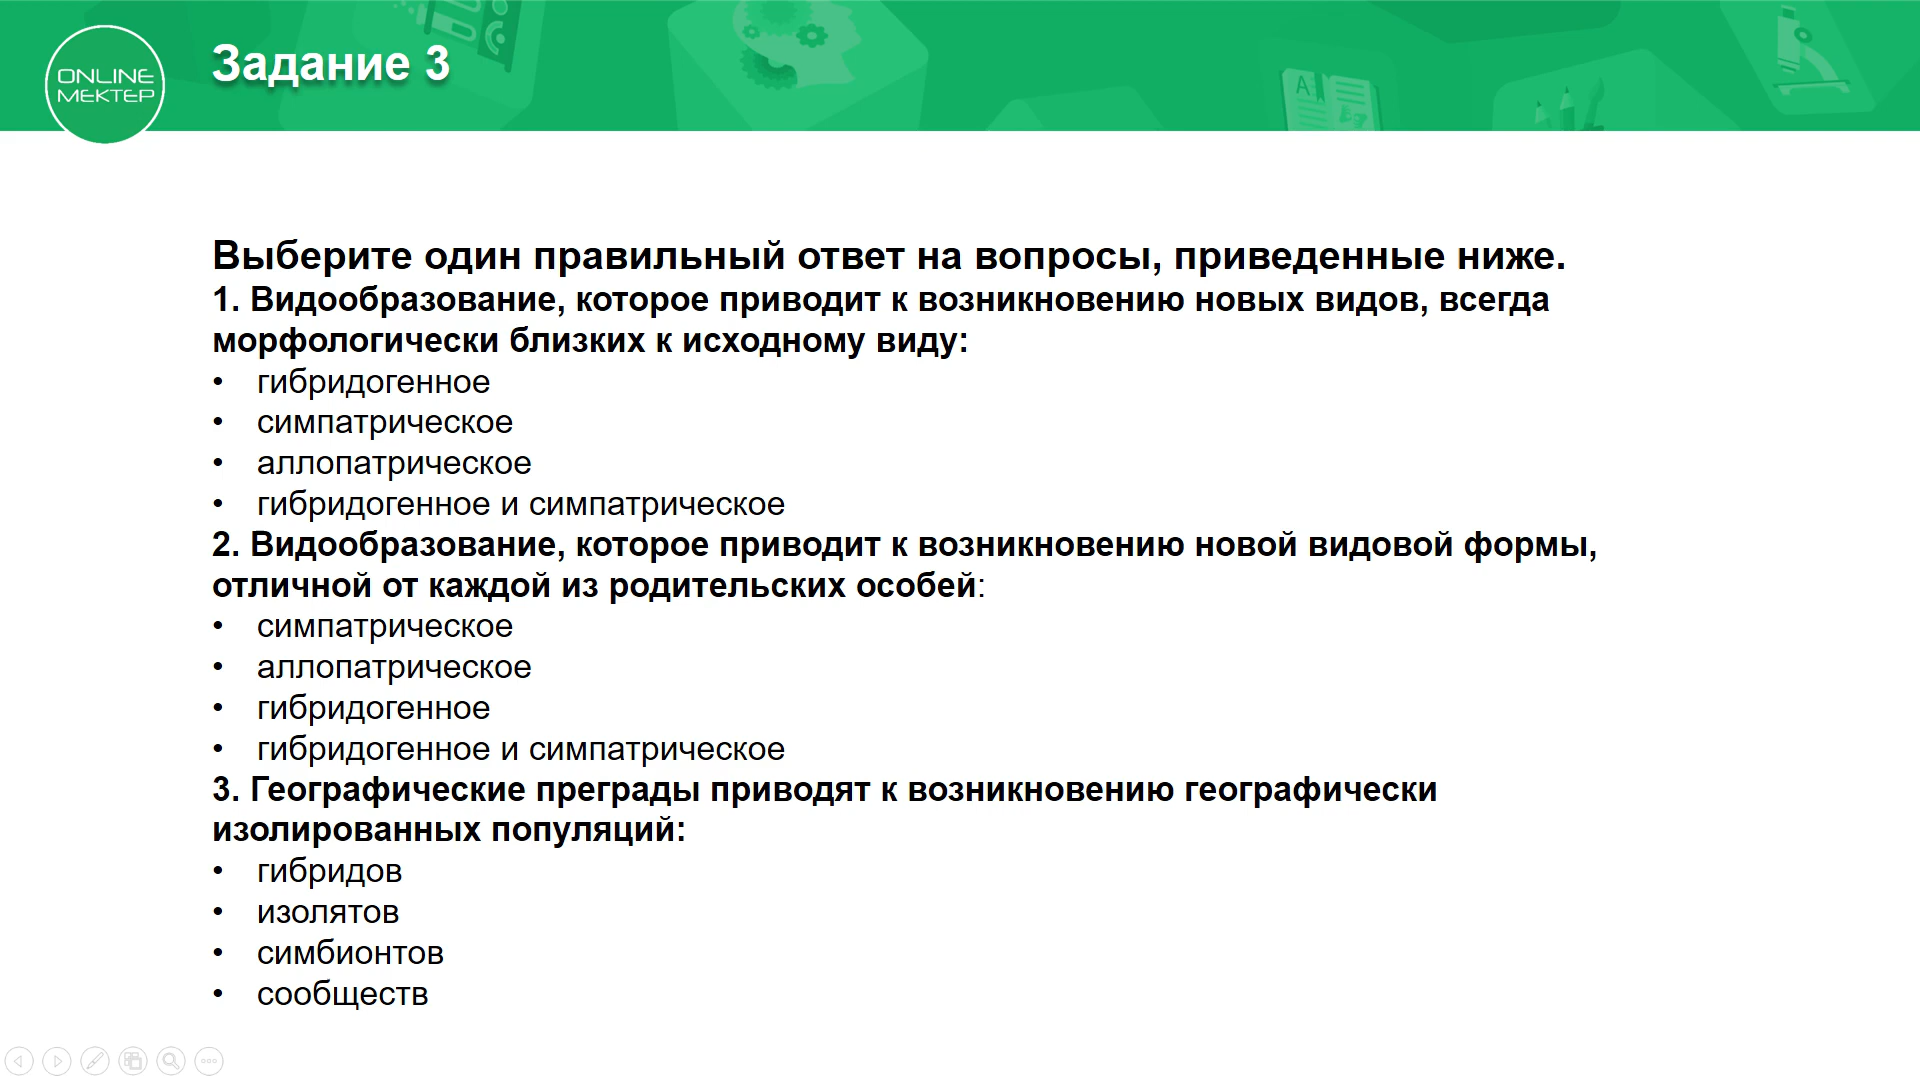 ONLINE
MEKTEP
Задание 3
Выберите один правильный ответ на вопросы, приведенные ниже.
1. Видообразование, которое приводит к возникновению новых видов, всегда
морфологически близких к исходному виду:
• гибридогенное
• симпатрическое
• аллопатрическое
• гибридогенное и симпатрическое
2. Видообразование, которое приводит к возникновению новой видовой формы,
отличной от каждой из родительских особей:
• симпатрическое
• аллопатрическое
• гибридогенное
• гибридогенное и симпатрическое
3. Географические преграды приводят к возникновению географически
изолированных популяций:
• гибридов
• изолятов
• симбионтов
• сообществ